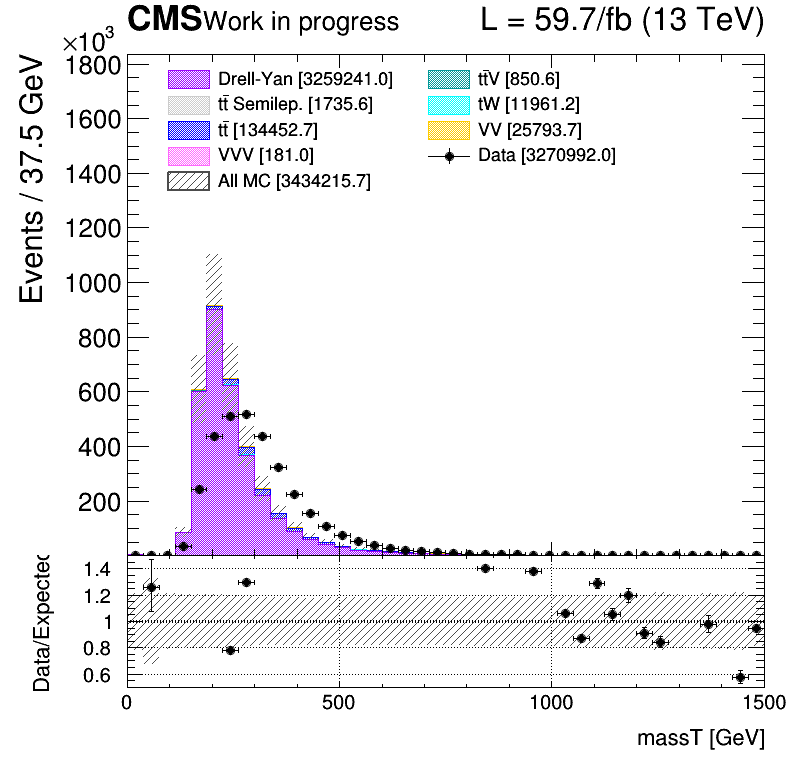 CMS Work in progress L = 59.7/fb (13 TeV)
×10³
Events / 37.5 GeV
1800
1600
1400
1200
1000
800
600
400
200
Drell-Yan [3259241.0]
tt̄ Semilep. [1735.6]
tt̄ [134452.7]
VVV [181.0]
All MC [3434215.7]
tt̄V [850.6]
tW [11961.2]
VV [25793.7]
Data [3270992.0]
Data/Expected
1.4
1.2
1
0.8
0.6
0 500 1000 1500
massT [GeV]